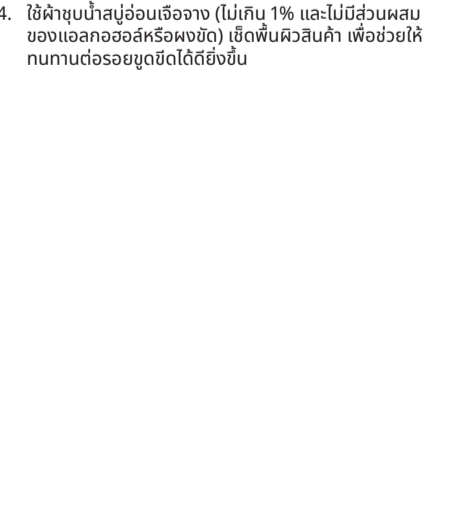 4. ใช้ผ้าชุบน้ำสบู่อ่อนเจือจาง (ไม่เกิน 1% และไม่มีส่วนผสม
ของแอลกอฮอล์หรือผงขัด) เช็ดพื้นผิวสินค้า เพื่อช่วยให้
ทนทานต่อรอยขูดขีดได้ดียิ่งขึ้น